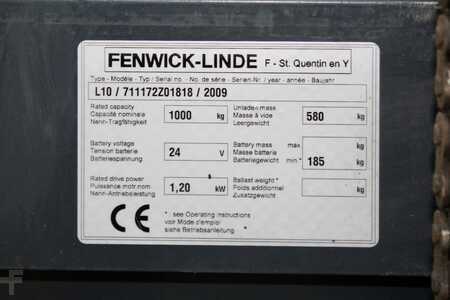 FENWICK-LINDE F - St. Quentin en Y
Type - Modèle - Typ / Serial no. - No. de série - Serien-Nr. / year - année - Baujahr
L10 / 711172Z01818 / 2009
Rated capacity
Capacité nominale 1000 kg
Nenn-Tragfähigkeit
Unladen mass
Masse à vide 580 kg
Leergewicht
Battery voltage
Tension batterie 24 V
Batteriespannung
Battery mass max kg
Masse batterie
Batteriegewicht min * 185 kg
Rated drive power
Puissance motr.nom 1,20 kW
Nenn-Antriebsleistung
Ballast weight *
Poids additionnel kg
Zusatzgewicht
CE
* : see Operating Instructions
voir Mode d'emploi
siehe Betriebsanleitung